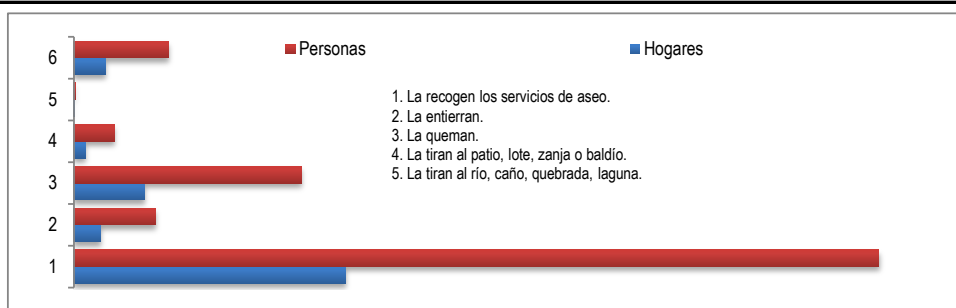 Personas
Hogares
6
5
4
3
2
1
1. La recogen los servicios de aseo.
2. La entierran.
3. La queman.
4. La tiran al patio, lote, zanja o baldío.
5. La tiran al río, caño, quebrada, laguna.